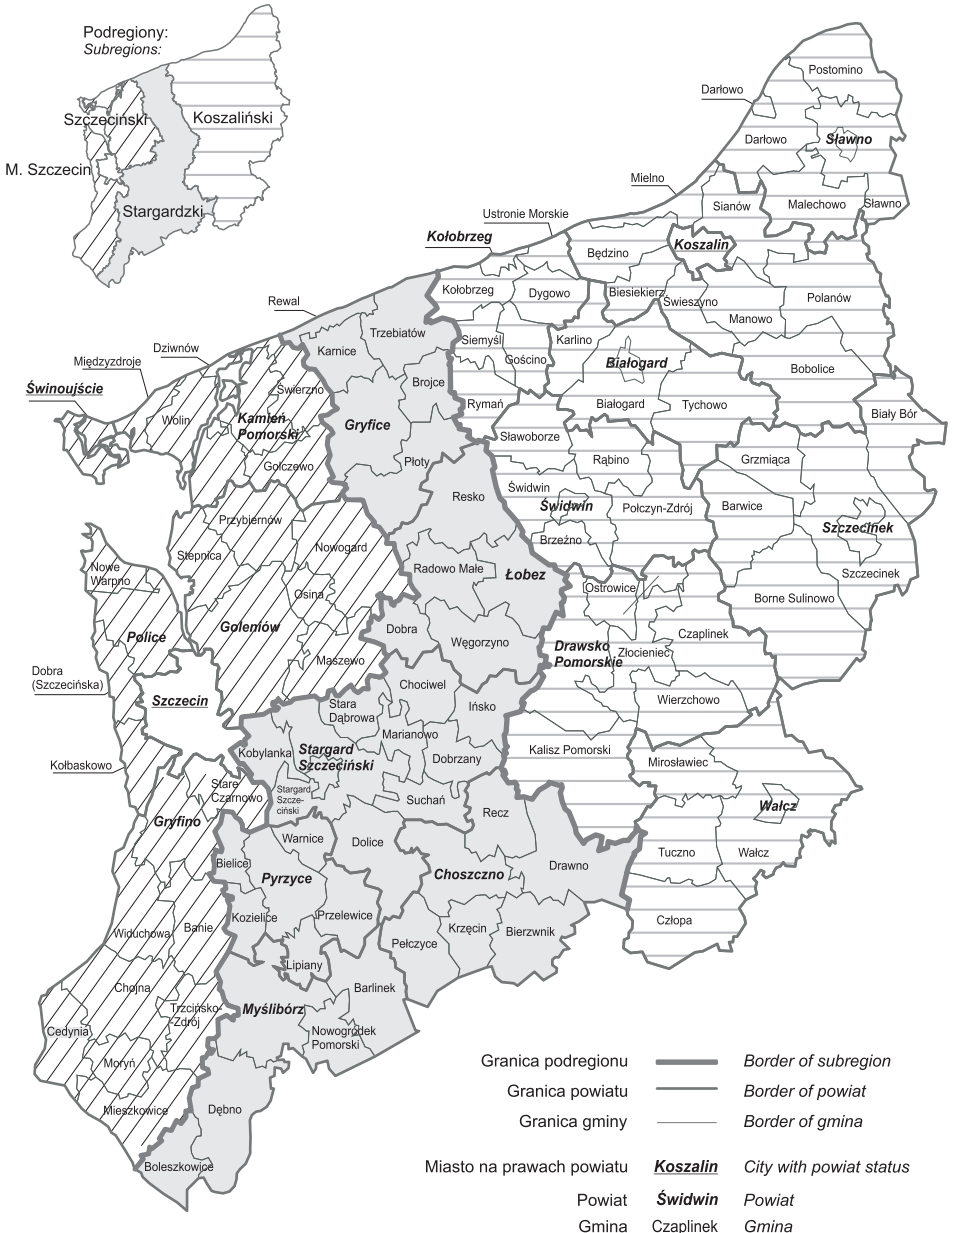 Podregiony:
Subregions:
Szczeciński
Koszaliński
M. Szczecin
Stargardzki
Postomino
Darłowo
Darłowo
Sławno
Mielno
Sianów
Malechowo
Sławno
Ustronie Morskie
Kołobrzeg
Będzino
Koszalin
Kołobrzeg
Dygowo
Biesiekierz
Świeszyno
Polanów
Manowo
Rewal
Trzebiatów
Karnice
Siemyśl
Karlino
Gościno
Białogard
Bobolice
Dziwnów
Międzyzdroje
Świnoujście
Świerzno
Brojce
Rymań
Białogard
Tychowo
Biały Bór
Wolin
Kamień
Pomorski
Gryfice
Sławoborze
Golczewo
Płoty
Rąbino
Grzmiąca
Resko
Świdwin
Świdwin
Połczyn-Zdrój
Barwice
Szczecinek
Przybiernów
Nowogard
Stepnica
Brzeźno
Nowe
Warpno
Radowo Małe
Łobez
Szczecinek
Ostrowice
Borne Sulinowo
Osina
Goleniów
Police
Dobra
Węgorzyno
Czaplinek
Drawsko
Pomorskie
Złocieniec
Maszewo
Dobra
(Szczecińska)
Szczecin
Chociwel
Ińsko
Wierzchowo
Stara
Dąbrowa
Marianowo
Kobylanka
Stargard
Szczeciński
Dobrzany
Kalisz Pomorski
Mirosławiec
Kołbaskowo
Stare
Czarnowo
Stargard
Szcze-
ciński
Suchań
Recz
Wałcz
Gryfino
Warnice
Dolice
Bielice
Pyrzyce
Choszczno
Drawno
Tuczno
Wałcz
Kozielice
Przelewice
Człopa
Widuchowa
Banie
Pełczyce
Krzęcin
Bierzwnik
Lipiany
Chojna
Barlinek
Trzcińsko-
-Zdrój
Myślibórz
Cedynia
Nowogródek
Pomorski
Moryń
Mieszkowice
Dębno
Boleszkowice
Granica podregionu Border of subregion
Granica powiatu Border of powiat
Granica gminy Border of gmina
Miasto na prawach powiatu Koszalin City with powiat status
Powiat Świdwin Powiat
Gmina Czaplinek Gmina